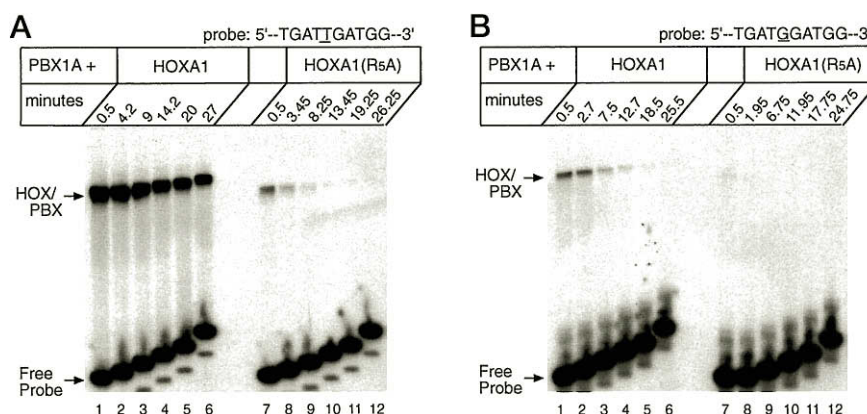 A
probe: 5'--TGATTGATGG--3'
PBX1A + HOXA1 HOXA1(R5A)
minutes 0.5 4.2 9 14.2 20 27 0.5 3.45 8.25 13.45 19.25 26.25
HOX/
PBX
Free
Probe
1 2 3 4 5 6 7 8 9 10 11 12
B
probe: 5'--TGATGGATGG--3
PBX1A + HOXA1 HOXA1(R5A)
minutes 0.5 2.7 7.5 12.7 18.5 25.5 0.5 1.95 6.75 11.95 17.75 24.75
HOX/
PBX
Free
Probe
1 2 3 4 5 6 7 8 9 10 11 12